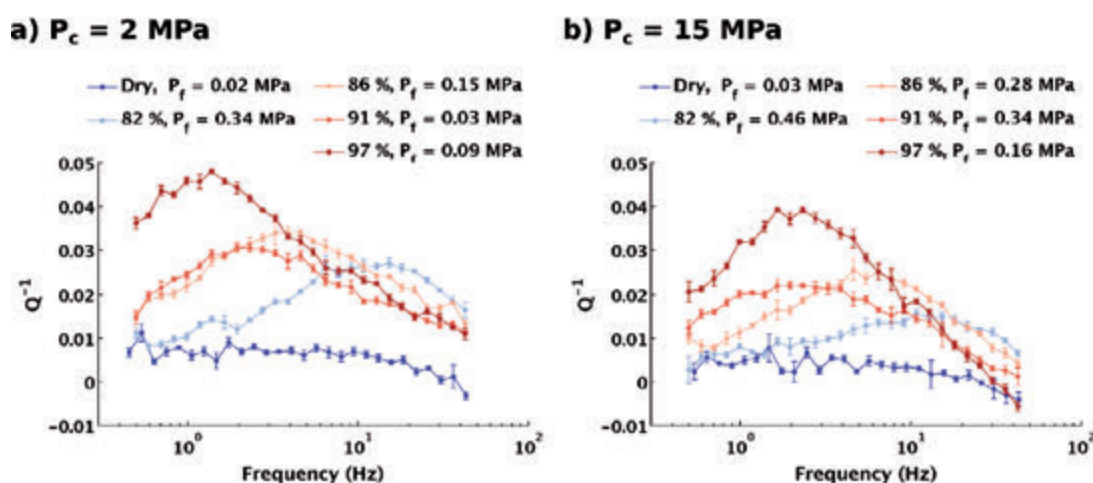 a) Pc = 2 MPa
Dry, Pf = 0.02 MPa
82 %, Pf = 0.34 MPa
86 %, Pf = 0.15 MPa
91 %, Pf = 0.03 MPa
97 %, Pf = 0.09 MPa
0.05
0.04
0.03
0.02
0.01
0
−0.01
Q−1
10^0
10^1
10^2
Frequency (Hz)
b) Pc = 15 MPa
Dry, Pf = 0.03 MPa
82 %, Pf = 0.46 MPa
86 %, Pf = 0.28 MPa
91 %, Pf = 0.34 MPa
97 %, Pf = 0.16 MPa
0.05
0.04
0.03
0.02
0.01
0
−0.01
Q−1
10^0
10^1
10^2
Frequency (Hz)